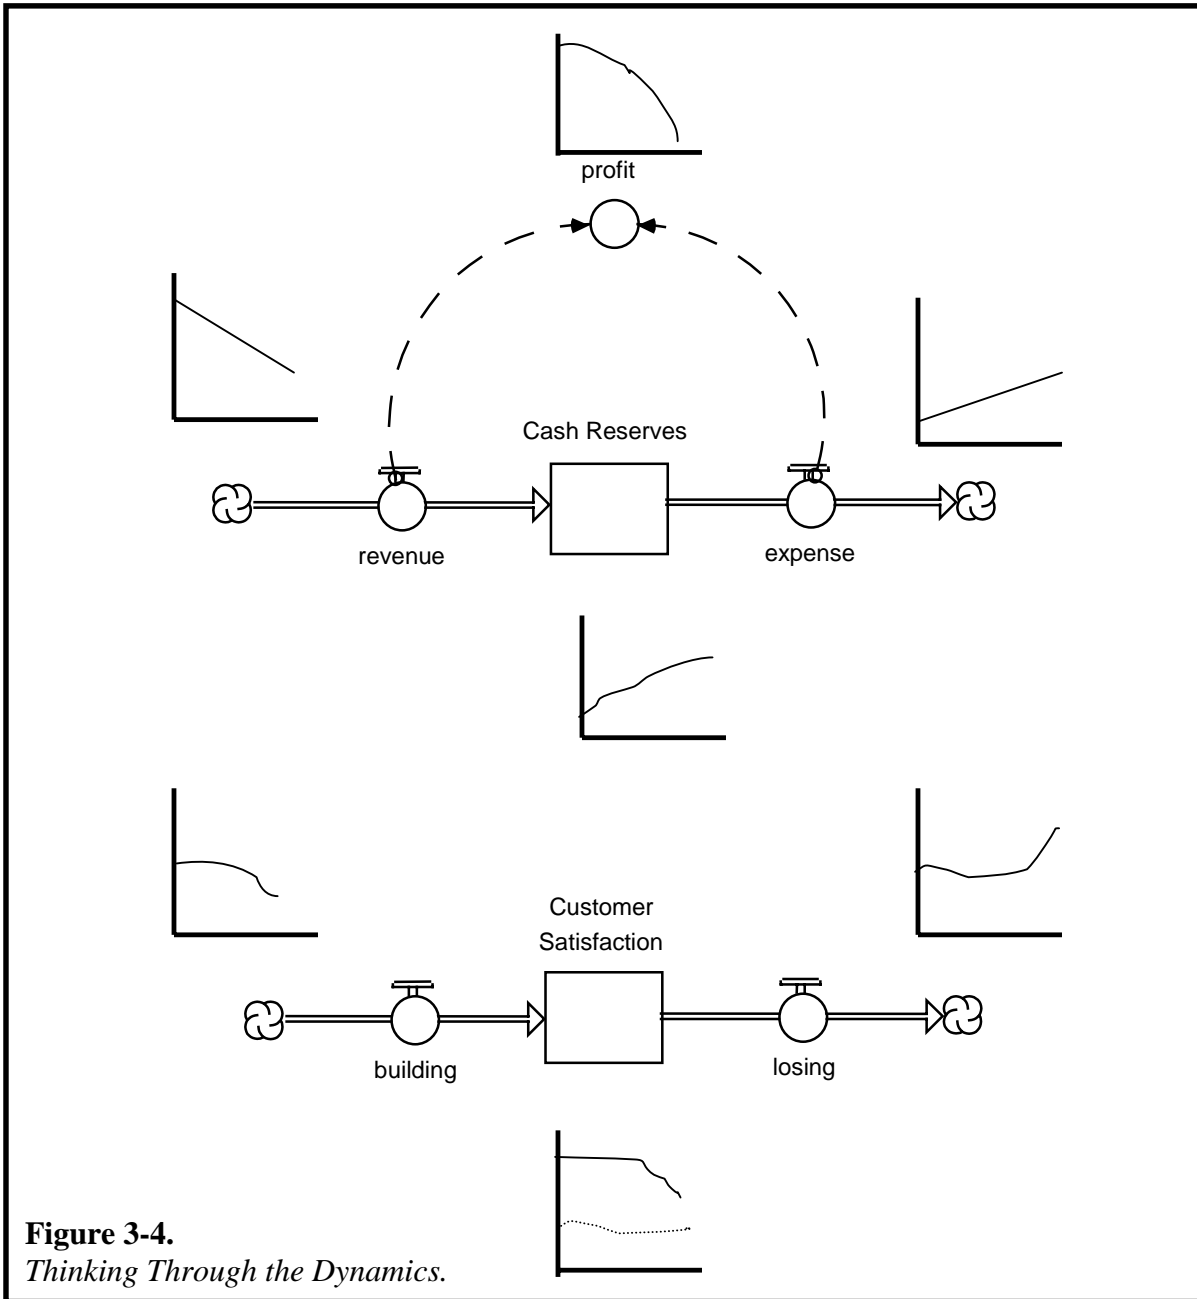 profit
Cash Reserves
revenue
expense
Customer
Satisfaction
building
losing
Figure 3-4.
Thinking Through the Dynamics.